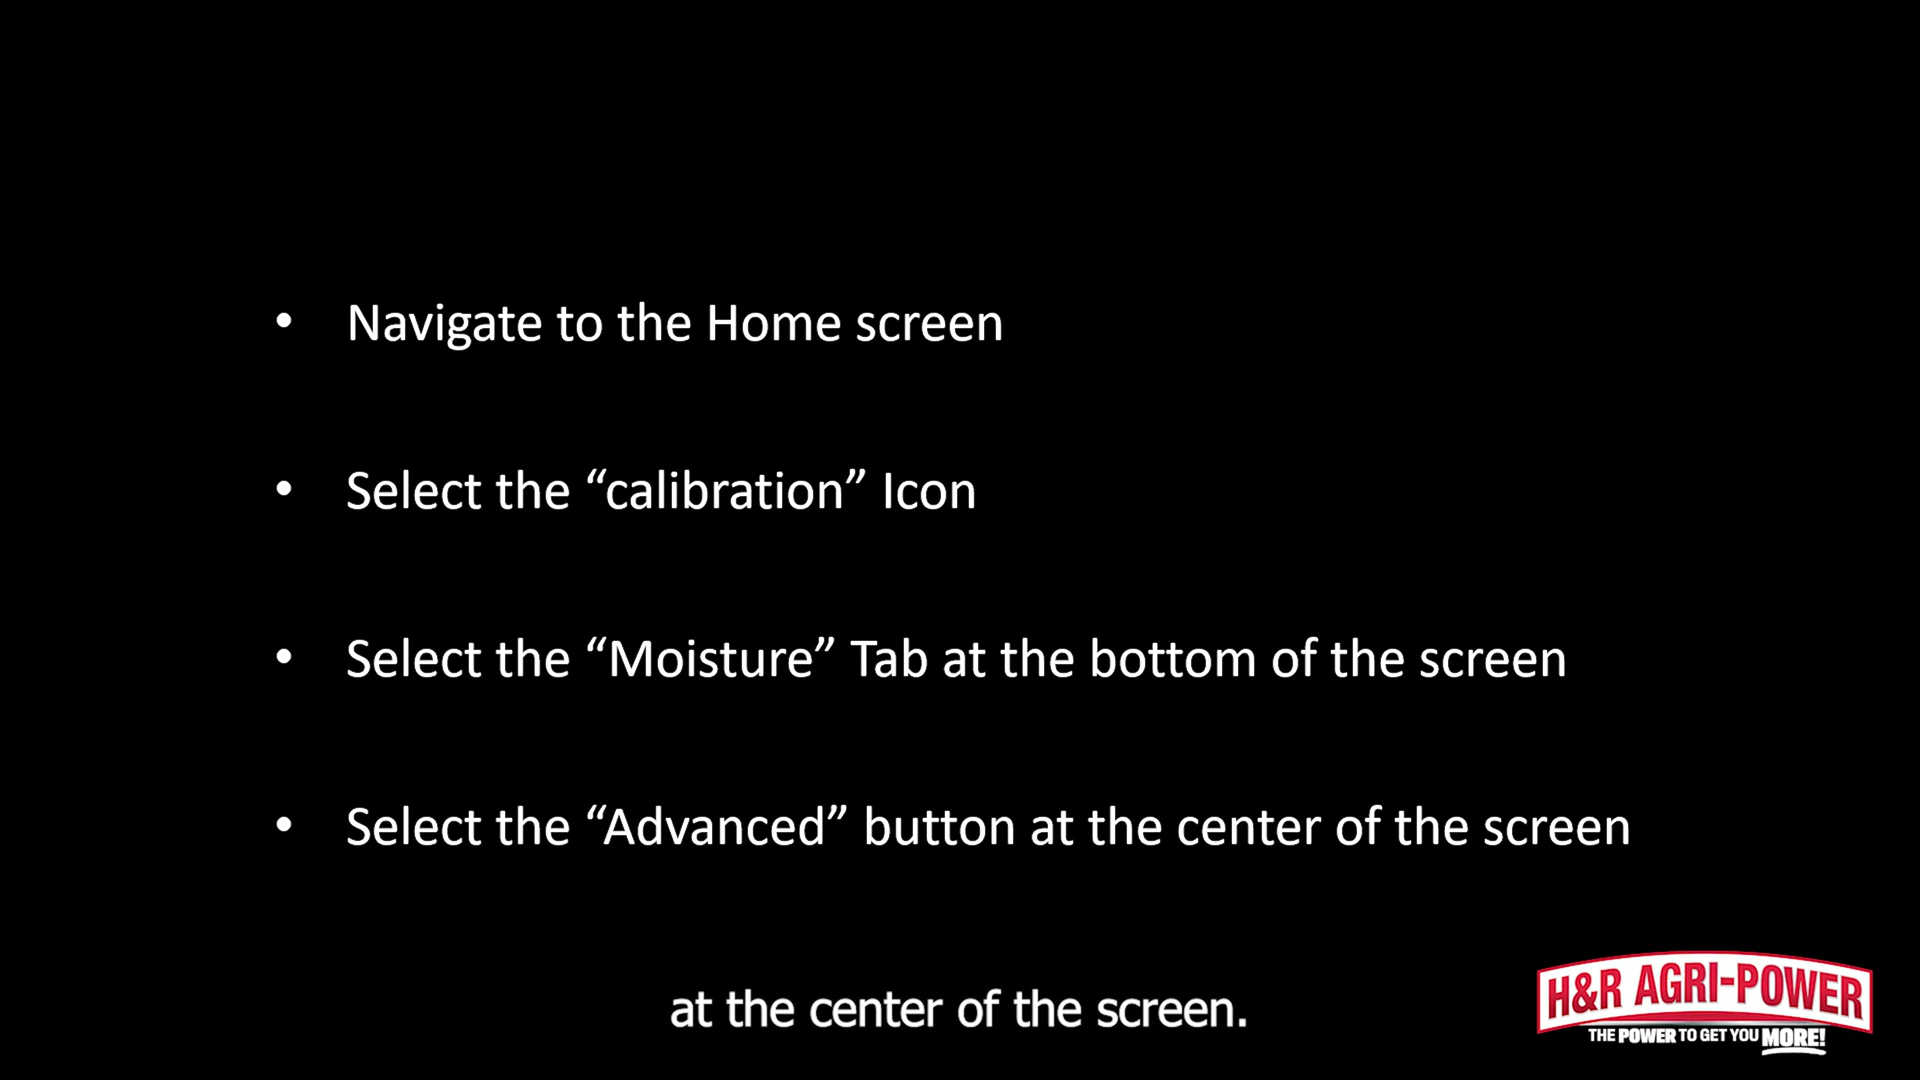 • Navigate to the Home screen
• Select the “calibration” Icon
• Select the “Moisture” Tab at the bottom of the screen
• Select the “Advanced” button at the center of the screen
at the center of the screen.
H&R AGRI-POWER
THE POWER TO GET YOU MORE!